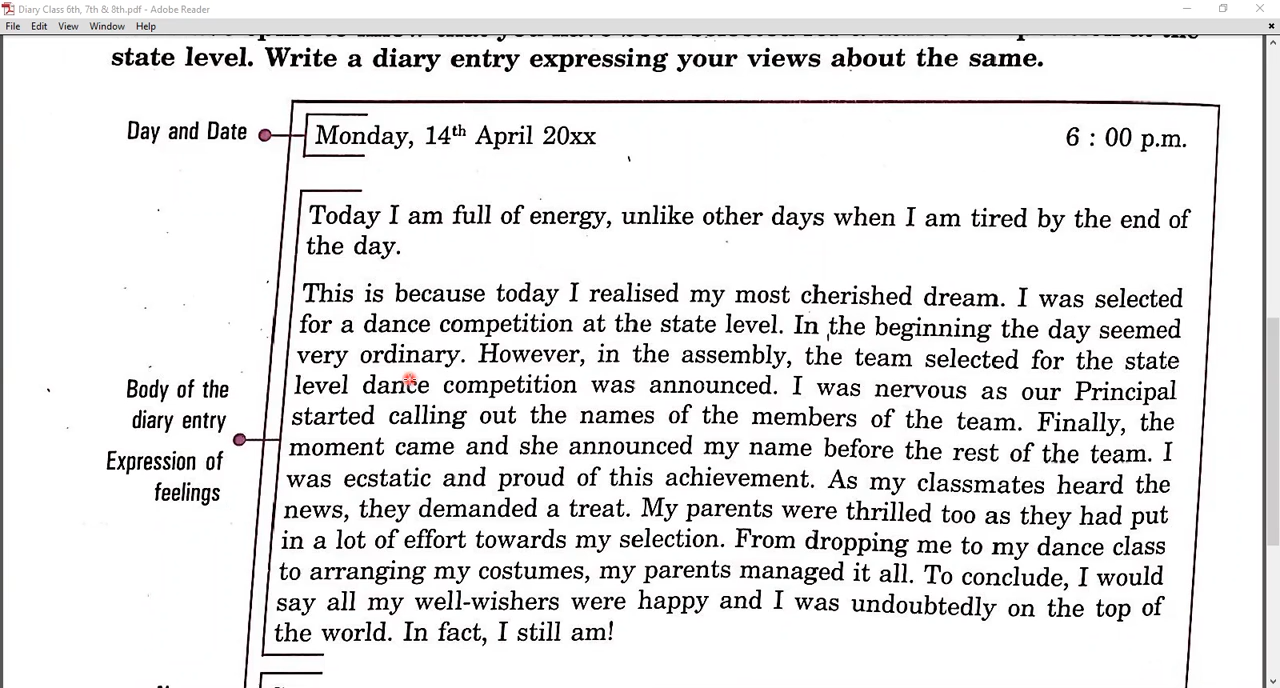 Diary Class 6th, 7th & 8th.pdf - Adobe Reader
File Edit View Window Help
state level. Write a diary entry expressing your views about the same.
Day and Date
Monday, 14th April 20xx 6 : 00 p.m.
Today I am full of energy, unlike other days when I am tired by the end of
the day.
This is because today I realised my most cherished dream. I was selected
for a dance competition at the state level. In the beginning the day seemed
very ordinary. However, in the assembly, the team selected for the state
level dance competition was announced. I was nervous as our Principal
started calling out the names of the members of the team. Finally, the
moment came and she announced my name before the rest of the team. I
was ecstatic and proud of this achievement. As my classmates heard the
news, they demanded a treat. My parents were thrilled too as they had put
in a lot of effort towards my selection. From dropping me to my dance class
to arranging my costumes, my parents managed it all. To conclude, I would
say all my well-wishers were happy and I was undoubtedly on the top of
the world. In fact, I still am!
Body of the
diary entry
Expression of
feelings